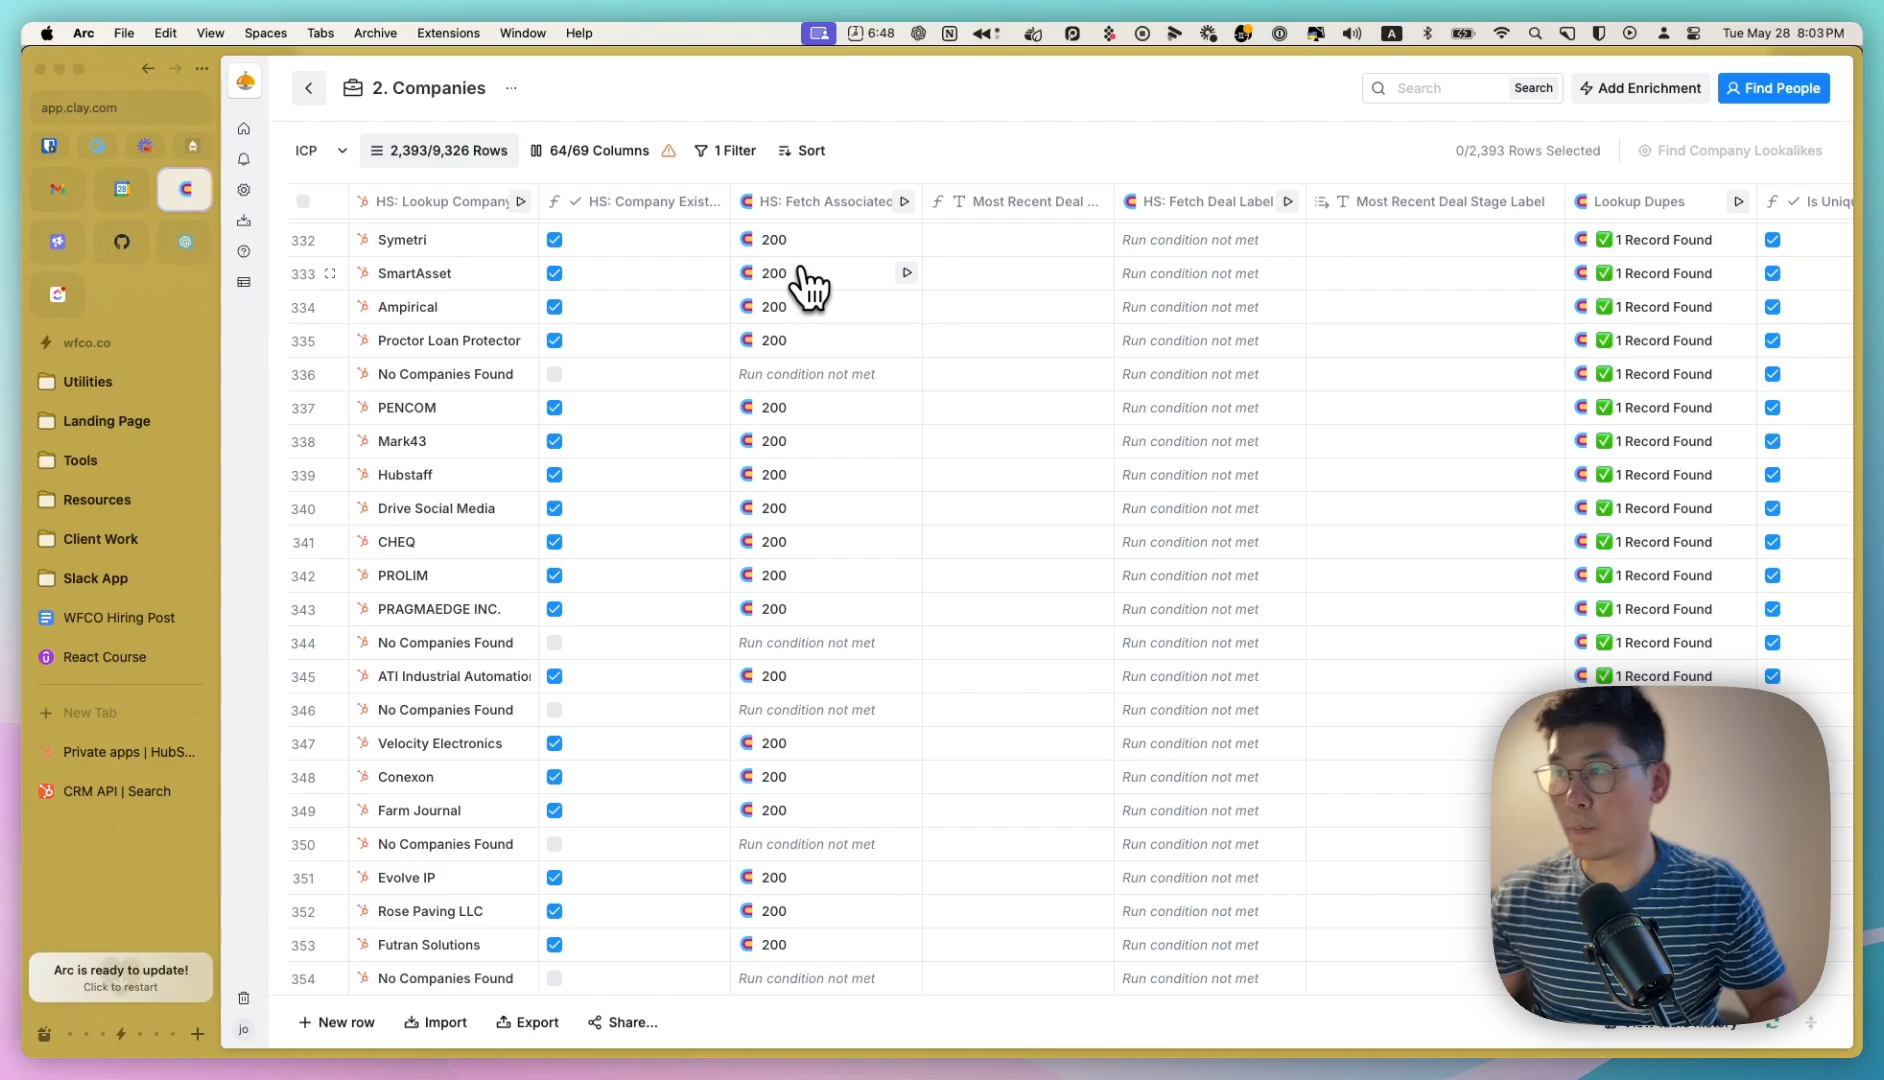 Arc File Edit View Spaces Tabs Archive Extensions Window Help 6:48 A Tue May 28 8:03 PM
app.clay.com
28
wfco.co
Utilities
Landing Page
Tools
Resources
Client Work
Slack App
WFCO Hiring Post
React Course
New Tab
Private apps | HubS...
CRM API | Search
Arc is ready to update!
Click to restart
jo
2. Companies ...
Search Search Add Enrichment Find People
ICP 2,393/9,326 Rows 64/69 Columns 1 Filter Sort 0/2,393 Rows Selected Find Company Lookalikes
HS: Lookup Company HS: Company Exist... HS: Fetch Associated Most Recent Deal ... HS: Fetch Deal Label Most Recent Deal Stage Label Lookup Dupes Is Uniq
332 Symetri 200 Run condition not met 1 Record Found
333 SmartAsset 200 Run condition not met 1 Record Found
334 Ampirical 200 Run condition not met 1 Record Found
335 Proctor Loan Protector 200 Run condition not met 1 Record Found
336 No Companies Found Run condition not met Run condition not met 1 Record Found
337 PENCOM 200 Run condition not met 1 Record Found
338 Mark43 200 Run condition not met 1 Record Found
339 Hubstaff 200 Run condition not met 1 Record Found
340 Drive Social Media 200 Run condition not met 1 Record Found
341 CHEQ 200 Run condition not met 1 Record Found
342 PROLIM 200 Run condition not met 1 Record Found
343 PRAGMAEDGE INC. 200 Run condition not met 1 Record Found
344 No Companies Found Run condition not met Run condition not met 1 Record Found
345 ATI Industrial Automatio 200 Run condition not met 1 Record Found
346 No Companies Found Run condition not met Run condition not met
347 Velocity Electronics 200 Run condition not met
348 Conexon 200 Run condition not met
349 Farm Journal 200 Run condition not met
350 No Companies Found Run condition not met Run condition not met
351 Evolve IP 200 Run condition not met
352 Rose Paving LLC 200 Run condition not met
353 Futran Solutions 200 Run condition not met
354 No Companies Found Run condition not met Run condition not met
New row Import Export Share...